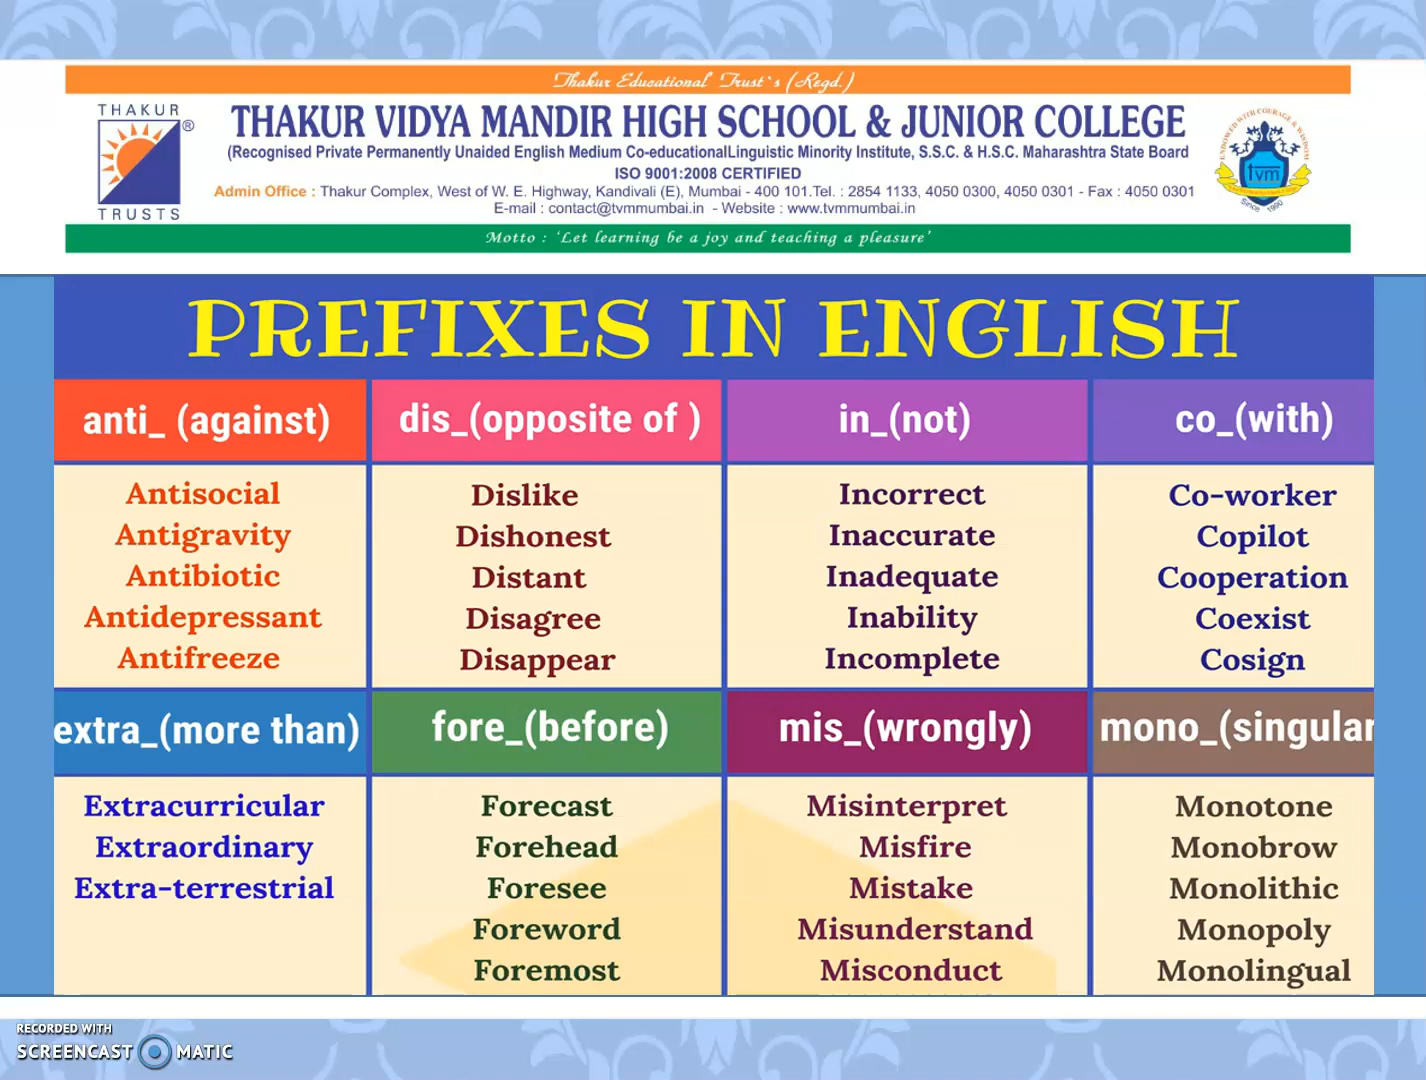 Thakur Educational Trust`s (Regd.)
THAKUR
®
TRUSTS
THAKUR VIDYA MANDIR HIGH SCHOOL & JUNIOR COLLEGE
(Recognised Private Permanently Unaided English Medium Co-educationalLinguistic Minority Institute, S.S.C. & H.S.C. Maharashtra State Board
ISO 9001:2008 CERTIFIED
Admin Office : Thakur Complex, West of W. E. Highway, Kandivali (E), Mumbai - 400 101.Tel. : 2854 1133, 4050 0300, 4050 0301 - Fax : 4050 0301
E-mail : contact@tvmmumbai.in - Website : www.tvmmumbai.in
ENDOWED WITH COURAGE & WISDOM
tvm
Since 1990
Motto : ‘Let learning be a joy and teaching a pleasure’
PREFIXES IN ENGLISH
anti_ (against)
Antisocial
Antigravity
Antibiotic
Antidepressant
Antifreeze
dis_(opposite of )
Dislike
Dishonest
Distant
Disagree
Disappear
in_(not)
Incorrect
Inaccurate
Inadequate
Inability
Incomplete
co_(with)
Co-worker
Copilot
Cooperation
Coexist
Cosign
extra_(more than)
Extracurricular
Extraordinary
Extra-terrestrial
fore_(before)
Forecast
Forehead
Foresee
Foreword
Foremost
mis_(wrongly)
Misinterpret
Misfire
Mistake
Misunderstand
Misconduct
mono_(singular
Monotone
Monobrow
Monolithic
Monopoly
Monolingual
RECORDED WITH
SCREENCAST MATIC